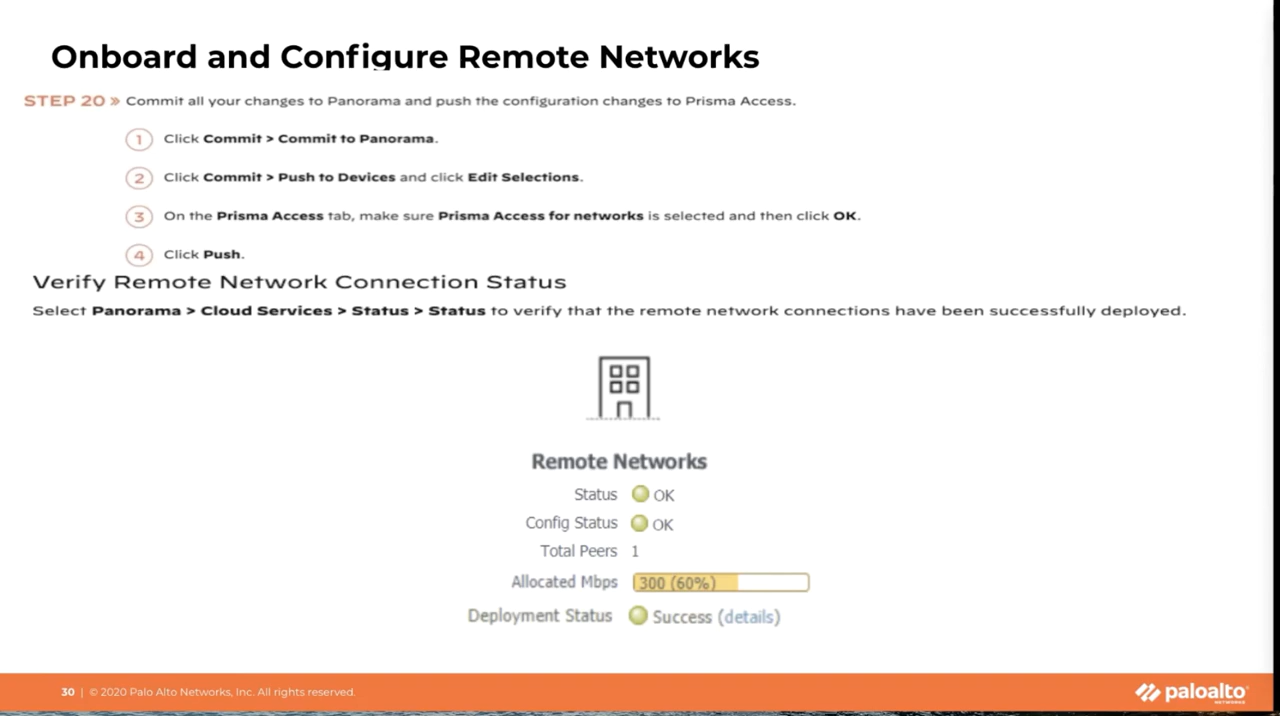 Onboard and Configure Remote Networks
STEP 20 » Commit all your changes to Panorama and push the configuration changes to Prisma Access.
1 Click Commit > Commit to Panorama.
2 Click Commit > Push to Devices and click Edit Selections.
3 On the Prisma Access tab, make sure Prisma Access for networks is selected and then click OK.
4 Click Push.
Verify Remote Network Connection Status
Select Panorama > Cloud Services > Status > Status to verify that the remote network connections have been successfully deployed.
Remote Networks
Status OK
Config Status OK
Total Peers 1
Allocated Mbps 300 (60%)
Deployment Status Success (details)
30 | © 2020 Palo Alto Networks, Inc. All rights reserved.
paloalto
NETWORKS